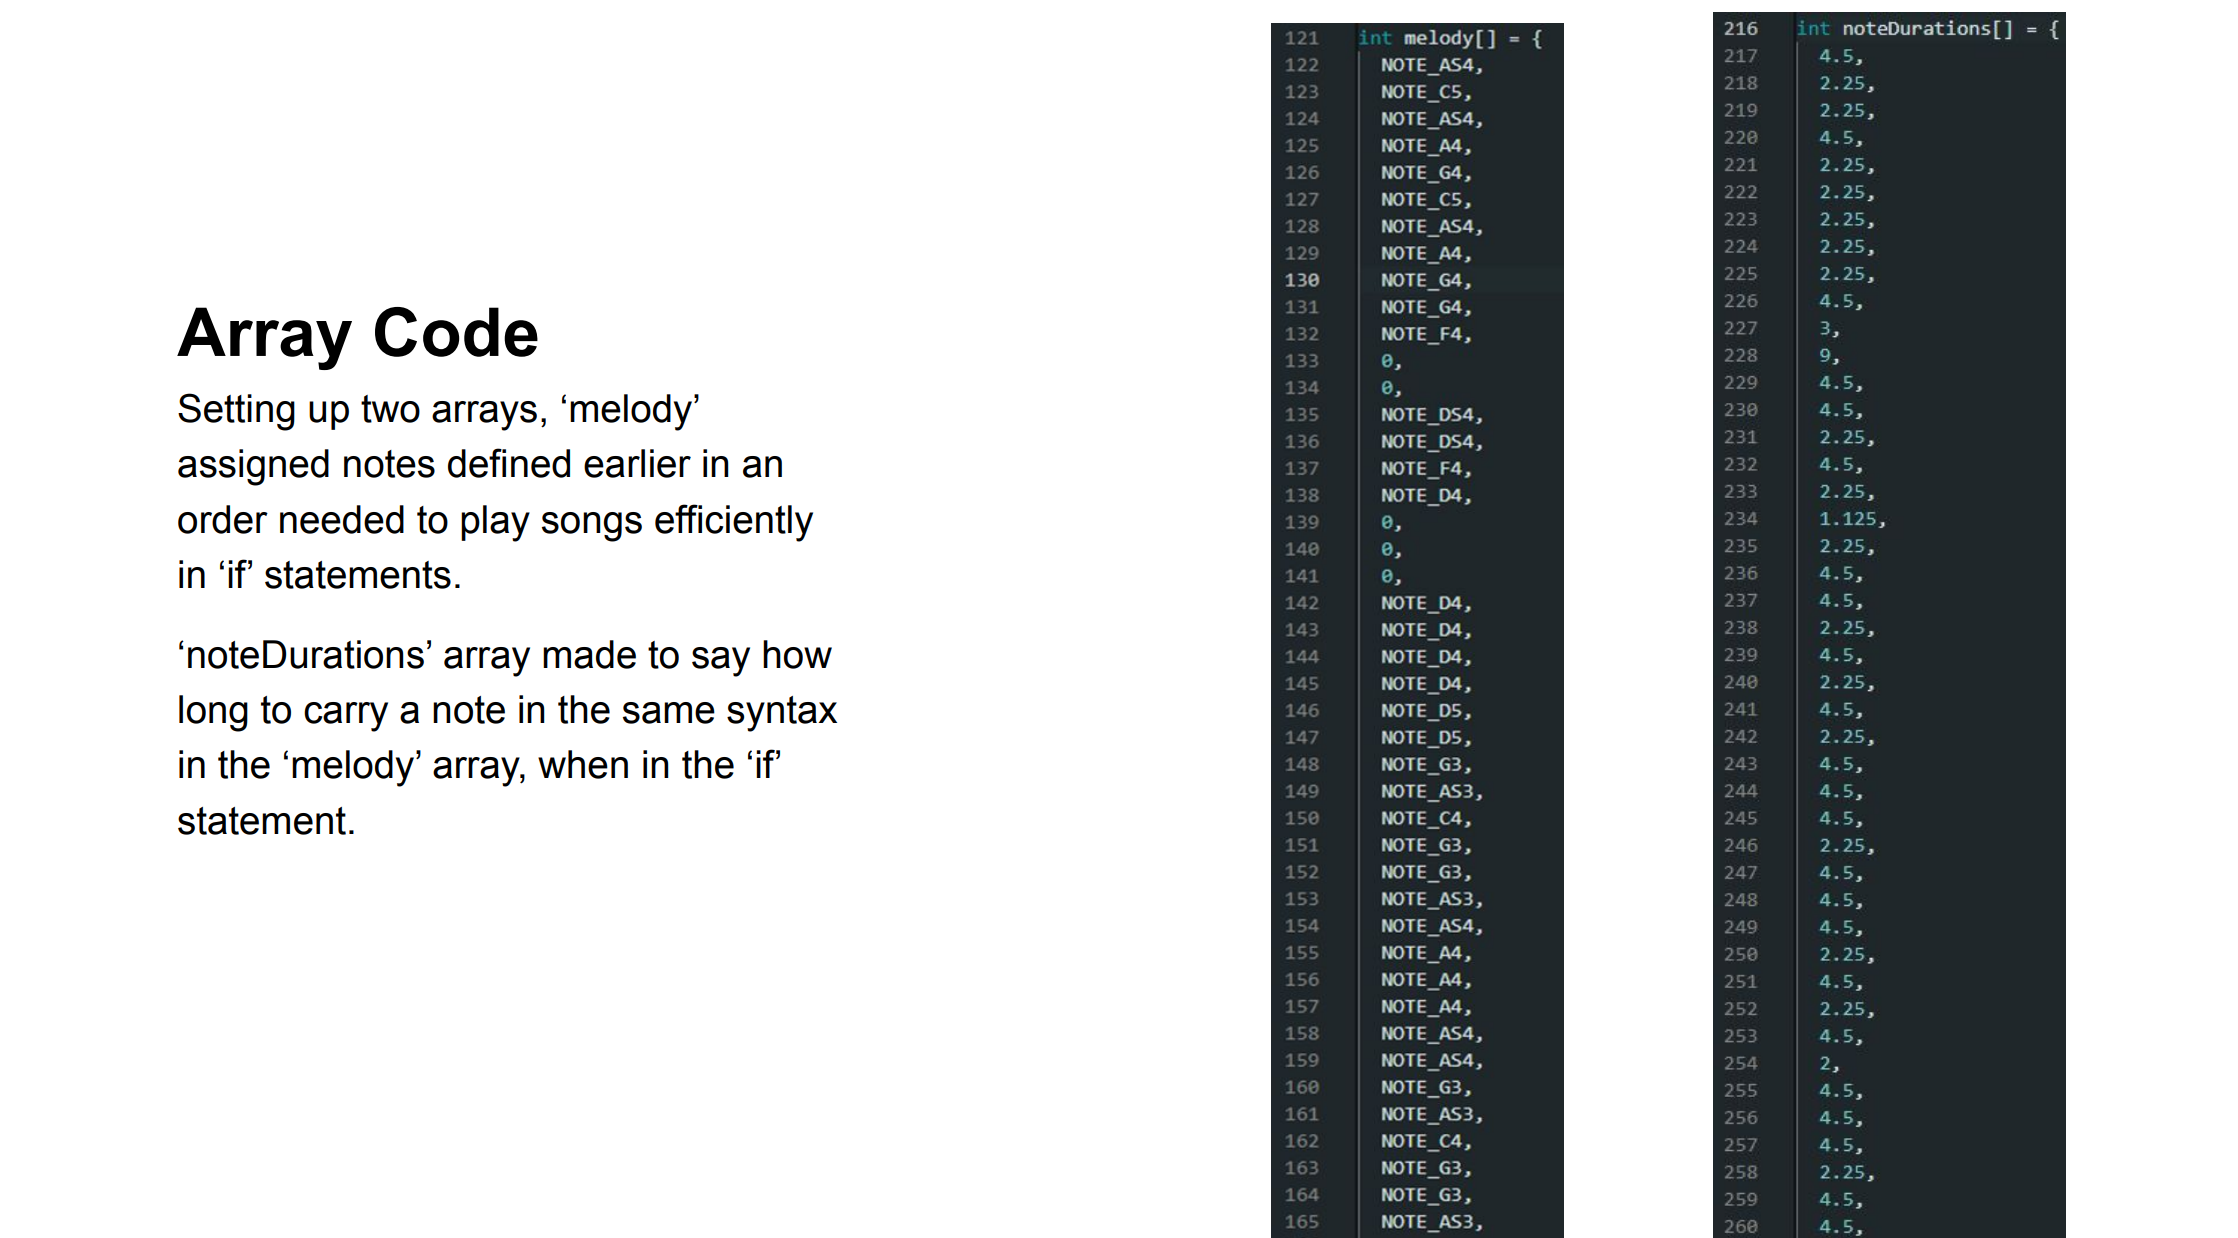 Array Code
Setting up two arrays, ‘melody’
assigned notes defined earlier in an
order needed to play songs efficiently
in ‘if’ statements.
‘noteDurations’ array made to say how
long to carry a note in the same syntax
in the ‘melody’ array, when in the ‘if’
statement.
121 int melody[] = {
122 NOTE_AS4,
123 NOTE_C5,
124 NOTE_AS4,
125 NOTE_A4,
126 NOTE_G4,
127 NOTE_C5,
128 NOTE_AS4,
129 NOTE_A4,
130 NOTE_G4,
131 NOTE_G4,
132 NOTE_F4,
133 0,
134 0,
135 NOTE_DS4,
136 NOTE_DS4,
137 NOTE_F4,
138 NOTE_D4,
139 0,
140 0,
141 0,
142 NOTE_D4,
143 NOTE_D4,
144 NOTE_D4,
145 NOTE_D4,
146 NOTE_D5,
147 NOTE_D5,
148 NOTE_G3,
149 NOTE_AS3,
150 NOTE_C4,
151 NOTE_G3,
152 NOTE_G3,
153 NOTE_AS3,
154 NOTE_AS4,
155 NOTE_A4,
156 NOTE_A4,
157 NOTE_A4,
158 NOTE_AS4,
159 NOTE_AS4,
160 NOTE_G3,
161 NOTE_AS3,
162 NOTE_C4,
163 NOTE_G3,
164 NOTE_G3,
165 NOTE_AS3,
216 int noteDurations[] = {
217 4.5,
218 2.25,
219 2.25,
220 4.5,
221 2.25,
222 2.25,
223 2.25,
224 2.25,
225 2.25,
226 4.5,
227 3,
228 9,
229 4.5,
230 4.5,
231 2.25,
232 4.5,
233 2.25,
234 1.125,
235 2.25,
236 4.5,
237 4.5,
238 2.25,
239 4.5,
240 2.25,
241 4.5,
242 2.25,
243 4.5,
244 4.5,
245 4.5,
246 2.25,
247 4.5,
248 4.5,
249 4.5,
250 2.25,
251 4.5,
252 2.25,
253 4.5,
254 2,
255 4.5,
256 4.5,
257 4.5,
258 2.25,
259 4.5,
260 4.5,